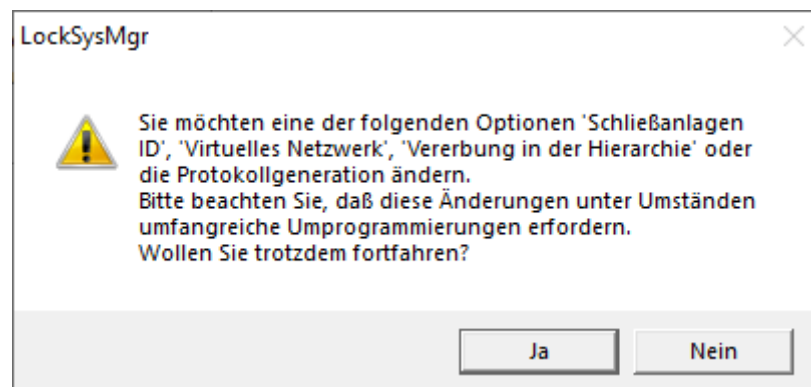 LockSysMgr
Sie möchten eine der folgenden Optionen 'Schließanlagen
ID', 'Virtuelles Netzwerk', 'Vererbung in der Hierarchie' oder
die Protokollgeneration ändern.
Bitte beachten Sie, daß diese Änderungen unter Umständen
umfangreiche Umprogrammierungen erfordern.
Wollen Sie trotzdem fortfahren?
Ja
Nein